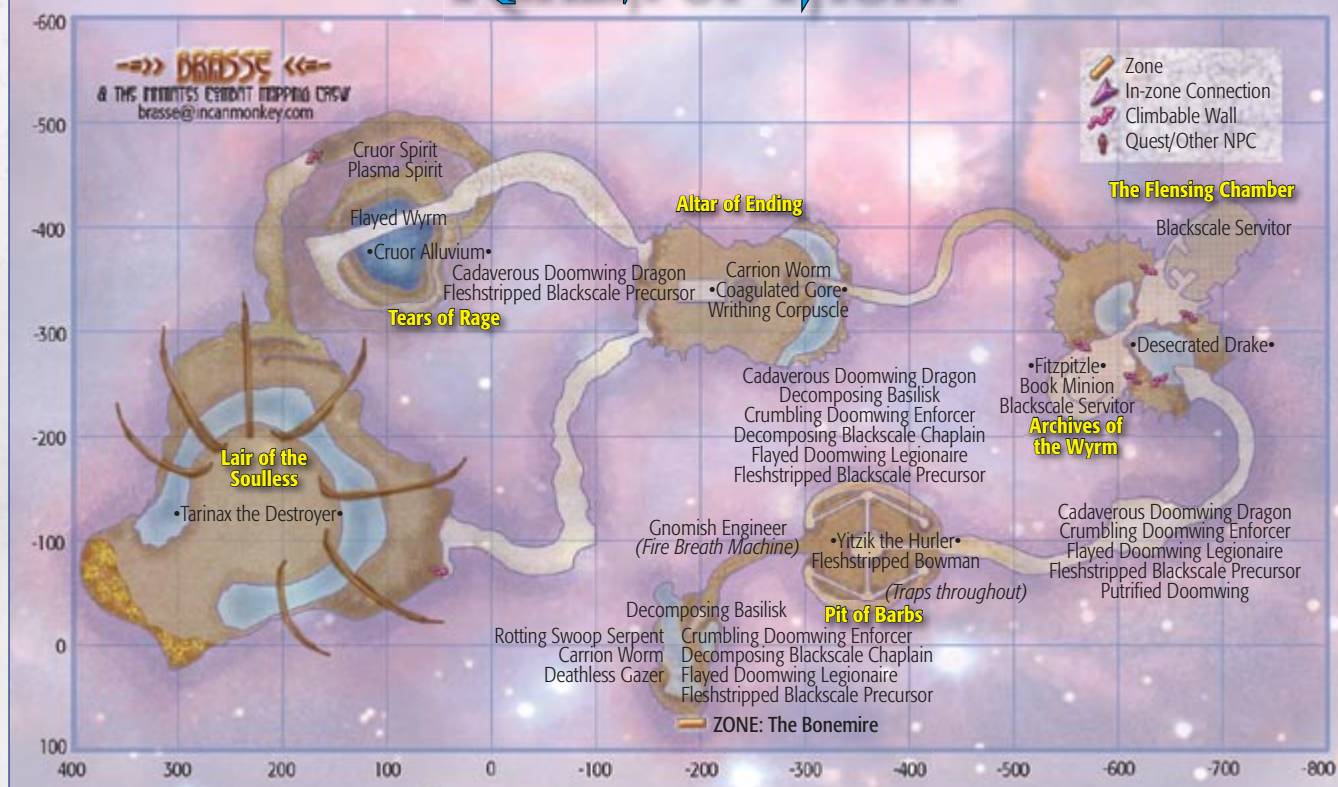 -600
-500
-400
-300
-200
-100
0
100
400
300
200
100
0
-100
-200
-300
-400
-500
-600
-700
-800
BRASSE
& THE INMATES COMBAT MAPPING CREW
brasse@incanmonkey.com
Zone
In-zone Connection
Climbable Wall
Quest/Other NPC
Cruor Spirit
Plasma Spirit
Flayed Wyrm
•Cruor Alluvium•
Cadaverous Doomwing Dragon
Fleshstripped Blackscale Precursor
Tears of Rage
Altar of Ending
Carrion Worm
•Coagulated Gore•
Writhing Corpuscle
The Flensing Chamber
Blackscale Servitor
•Desecrated Drake•
•Fitzpitzle•
Book Minion
Blackscale Servitor
Archives of
the Wyrm
Cadaverous Doomwing Dragon
Decomposing Basilisk
Crumbling Doomwing Enforcer
Decomposing Blackscale Chaplain
Flayed Doomwing Legionaire
Fleshstripped Blackscale Precursor
Lair of the
Soulless
•Tarinax the Destroyer•
Gnomish Engineer
(Fire Breath Machine)
•Yitzik the Hurler•
Fleshstripped Bowman
(Traps throughout)
Pit of Barbs
Cadaverous Doomwing Dragon
Crumbling Doomwing Enforcer
Flayed Doomwing Legionaire
Fleshstripped Blackscale Precursor
Putrified Doomwing
Decomposing Basilisk
Rotting Swoop Serpent
Carrion Worm
Deathless Gazer
Crumbling Doomwing Enforcer
Decomposing Blackscale Chaplain
Flayed Doomwing Legionaire
Fleshstripped Blackscale Precursor
ZONE: The Bonemire